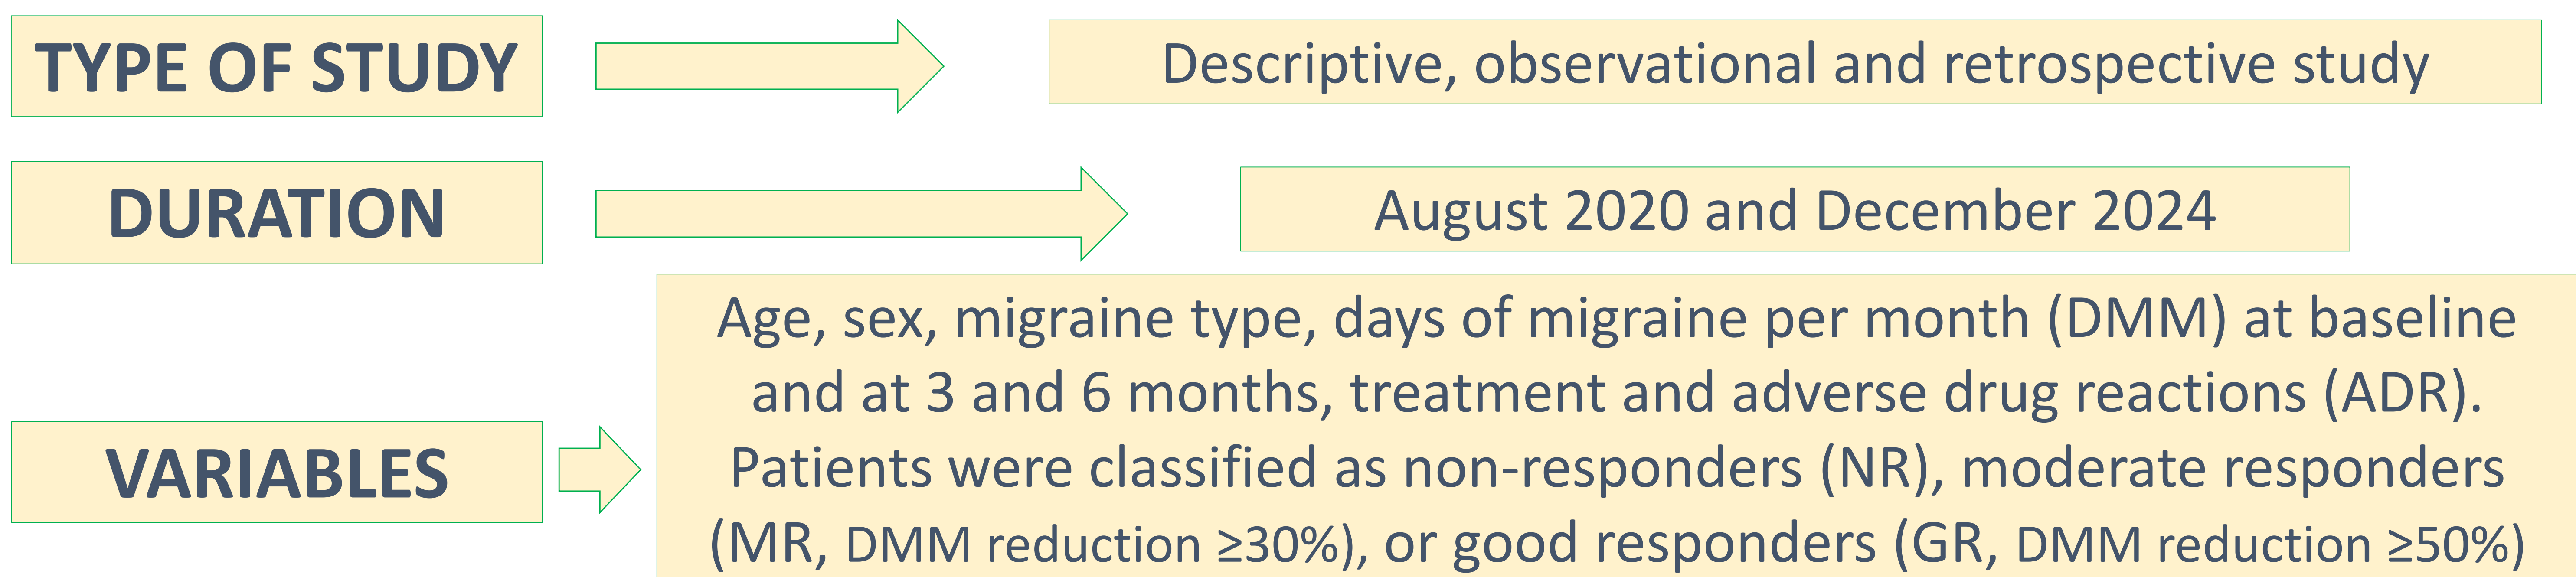 TYPE OF STUDY
Descriptive, observational and retrospective study
DURATION
August 2020 and December 2024
VARIABLES
Age, sex, migraine type, days of migraine per month (DMM) at baseline
and at 3 and 6 months, treatment and adverse drug reactions (ADR).
Patients were classified as non-responders (NR), moderate responders
(MR, DMM reduction ≥30%), or good responders (GR, DMM reduction ≥50%)